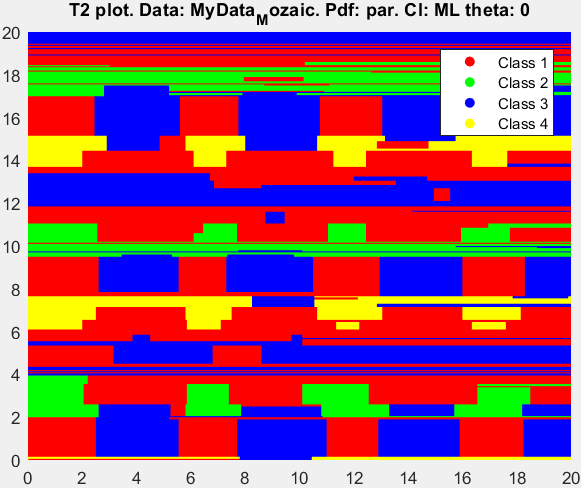 T2 plot. Data: MyData_Mozaic. Pdf: par. Cl: ML theta: 0
20
18
16
14
12
10
8
6
4
2
0
Class 1
Class 2
Class 3
Class 4
0 2 4 6 8 10 12 14 16 18 20